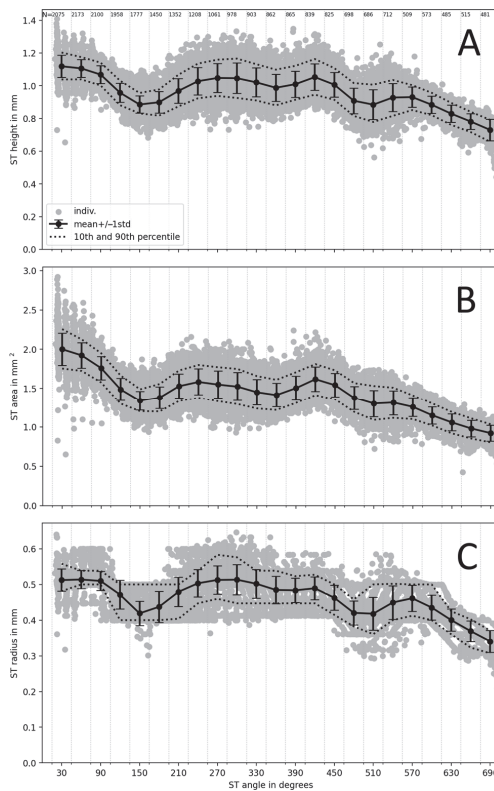 N=2075 2173 2100 1958 1777 1450 1352 1208 1061 978 903 862 865 839 825 698 686 712 509 573 485 515 481
A
1.4
1.2
1.0
0.8
0.6
0.4
0.2
0.0
ST height in mm
indiv.
mean+/−1std
10th and 90th percentile
B
3.0
2.5
2.0
1.5
1.0
0.5
0.0
ST area in mm ²
C
0.6
0.5
0.4
0.3
0.2
0.1
0.0
ST radius in mm
30 90 150 210 270 330 390 450 510 570 630 690
ST angle in degrees